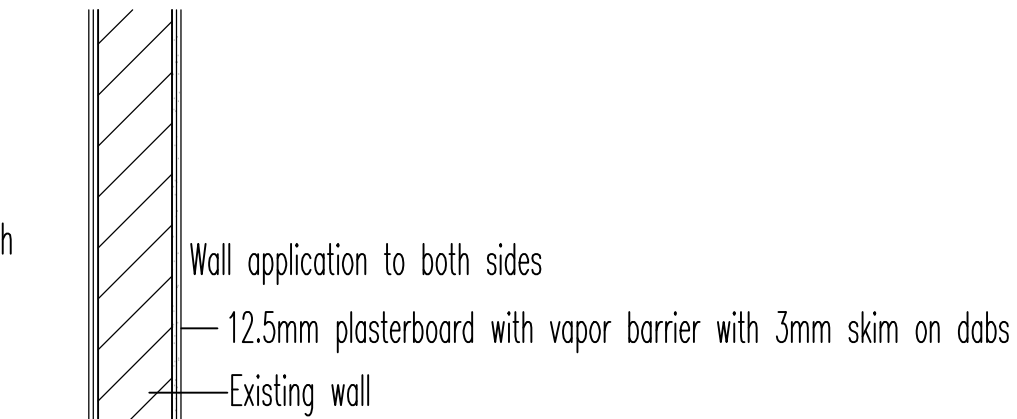 h
Wall application to both sides
12.5mm plasterboard with vapor barrier with 3mm skim on dabs
Existing wall